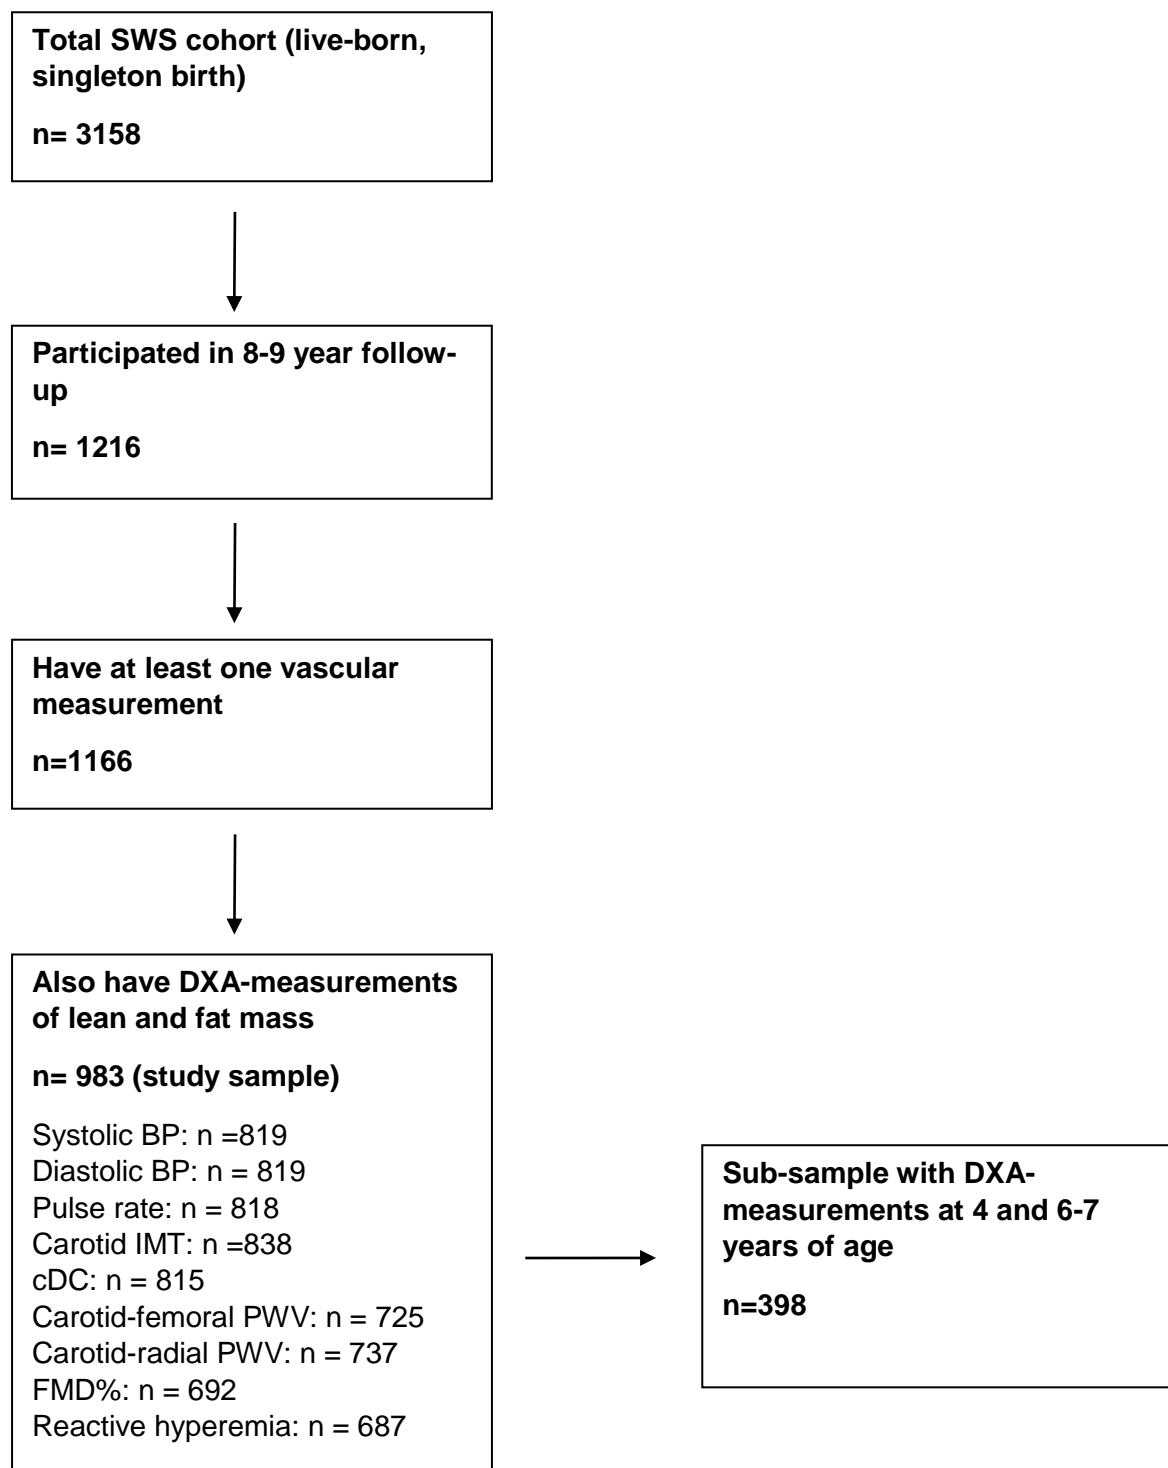 Total SWS cohort (live-born,
singleton birth)
n= 3158
Participated in 8-9 year follow-
up
n= 1216
Have at least one vascular
measurement
n=1166
Also have DXA-measurements
of lean and fat mass
n= 983 (study sample)
Systolic BP: n =819
Diastolic BP: n = 819
Pulse rate: n = 818
Carotid IMT: n =838
cDC: n = 815
Carotid-femoral PWV: n = 725
Carotid-radial PWV: n = 737
FMD%: n = 692
Reactive hyperemia: n = 687
Sub-sample with DXA-
measurements at 4 and 6-7
years of age
n=398